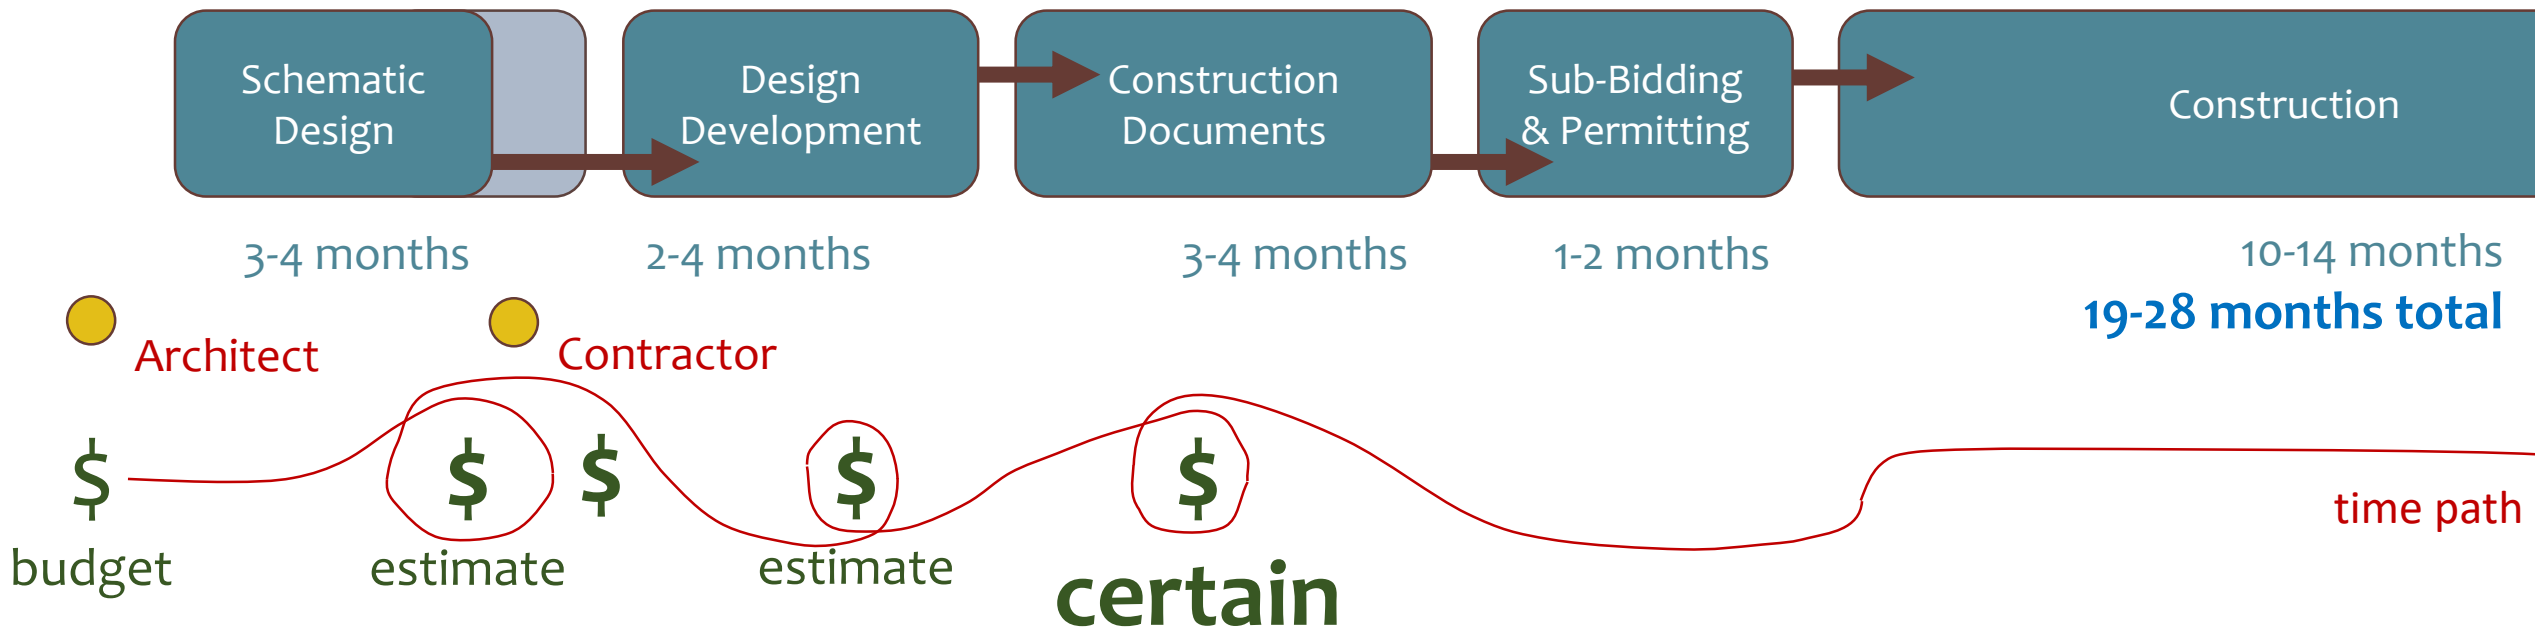 Schematic
Design
Design
Development
Construction
Documents
Sub-Bidding
& Permitting
Construction
3-4 months
2-4 months
3-4 months
1-2 months
10-14 months
19-28 months total
Architect
Contractor
$
$
$
$
$
time path
budget
estimate
estimate
certain